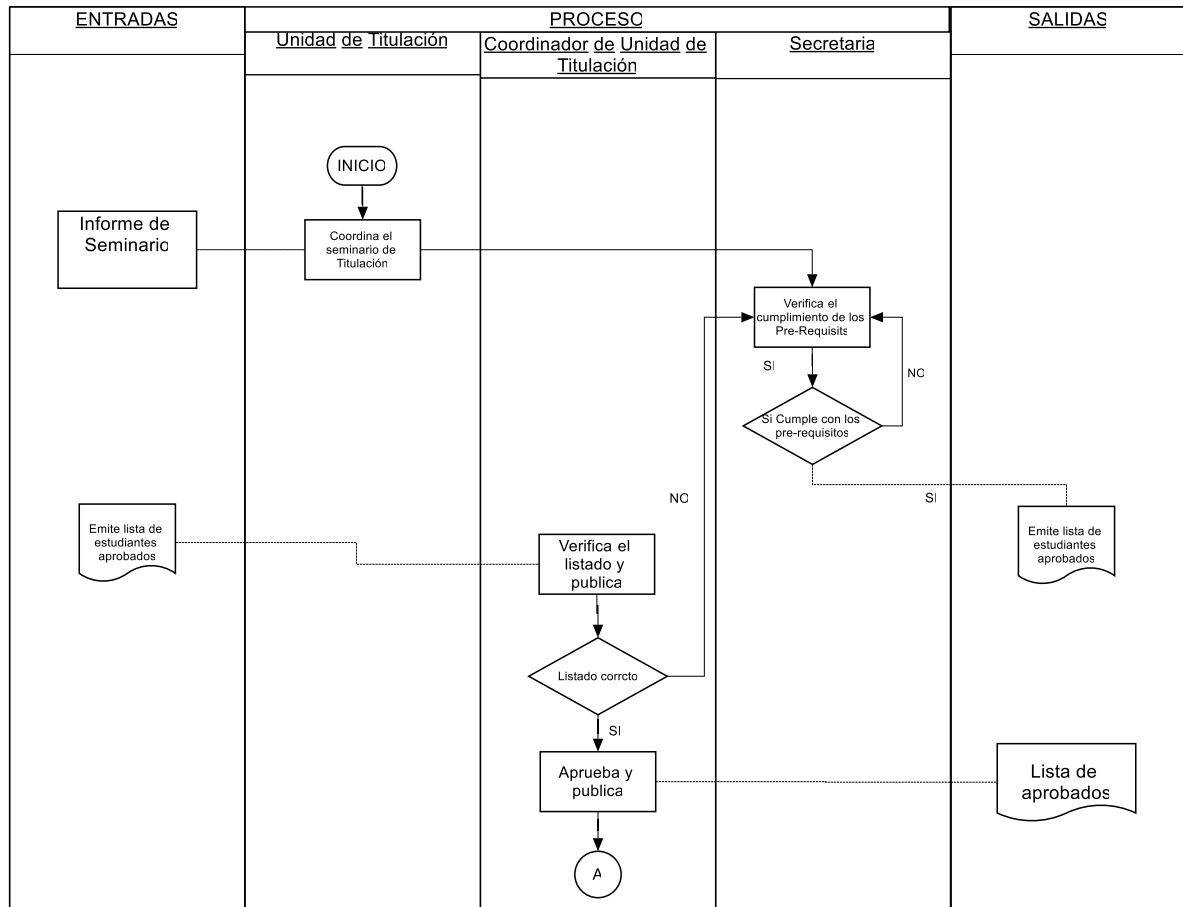 ENTRADAS
PROCESO
SALIDAS
Unidad de Titulación
Coordinador de Unidad de
Titulación
Secretaria
INICIO
Informe de
Seminario
Coordina el
seminario de
Titulación
Verifica el
cumplimiento de los
Pre-Requisits
SI
NO
Si Cumple con los
pre-requisitos
NO
SI
Emite lista de
estudiantes
aprobados
Emite lista de
estudiantes
aprobados
Verifica el
listado y
publica
Listado corrcto
SI
Aprueba y
publica
Lista de
aprobados
A